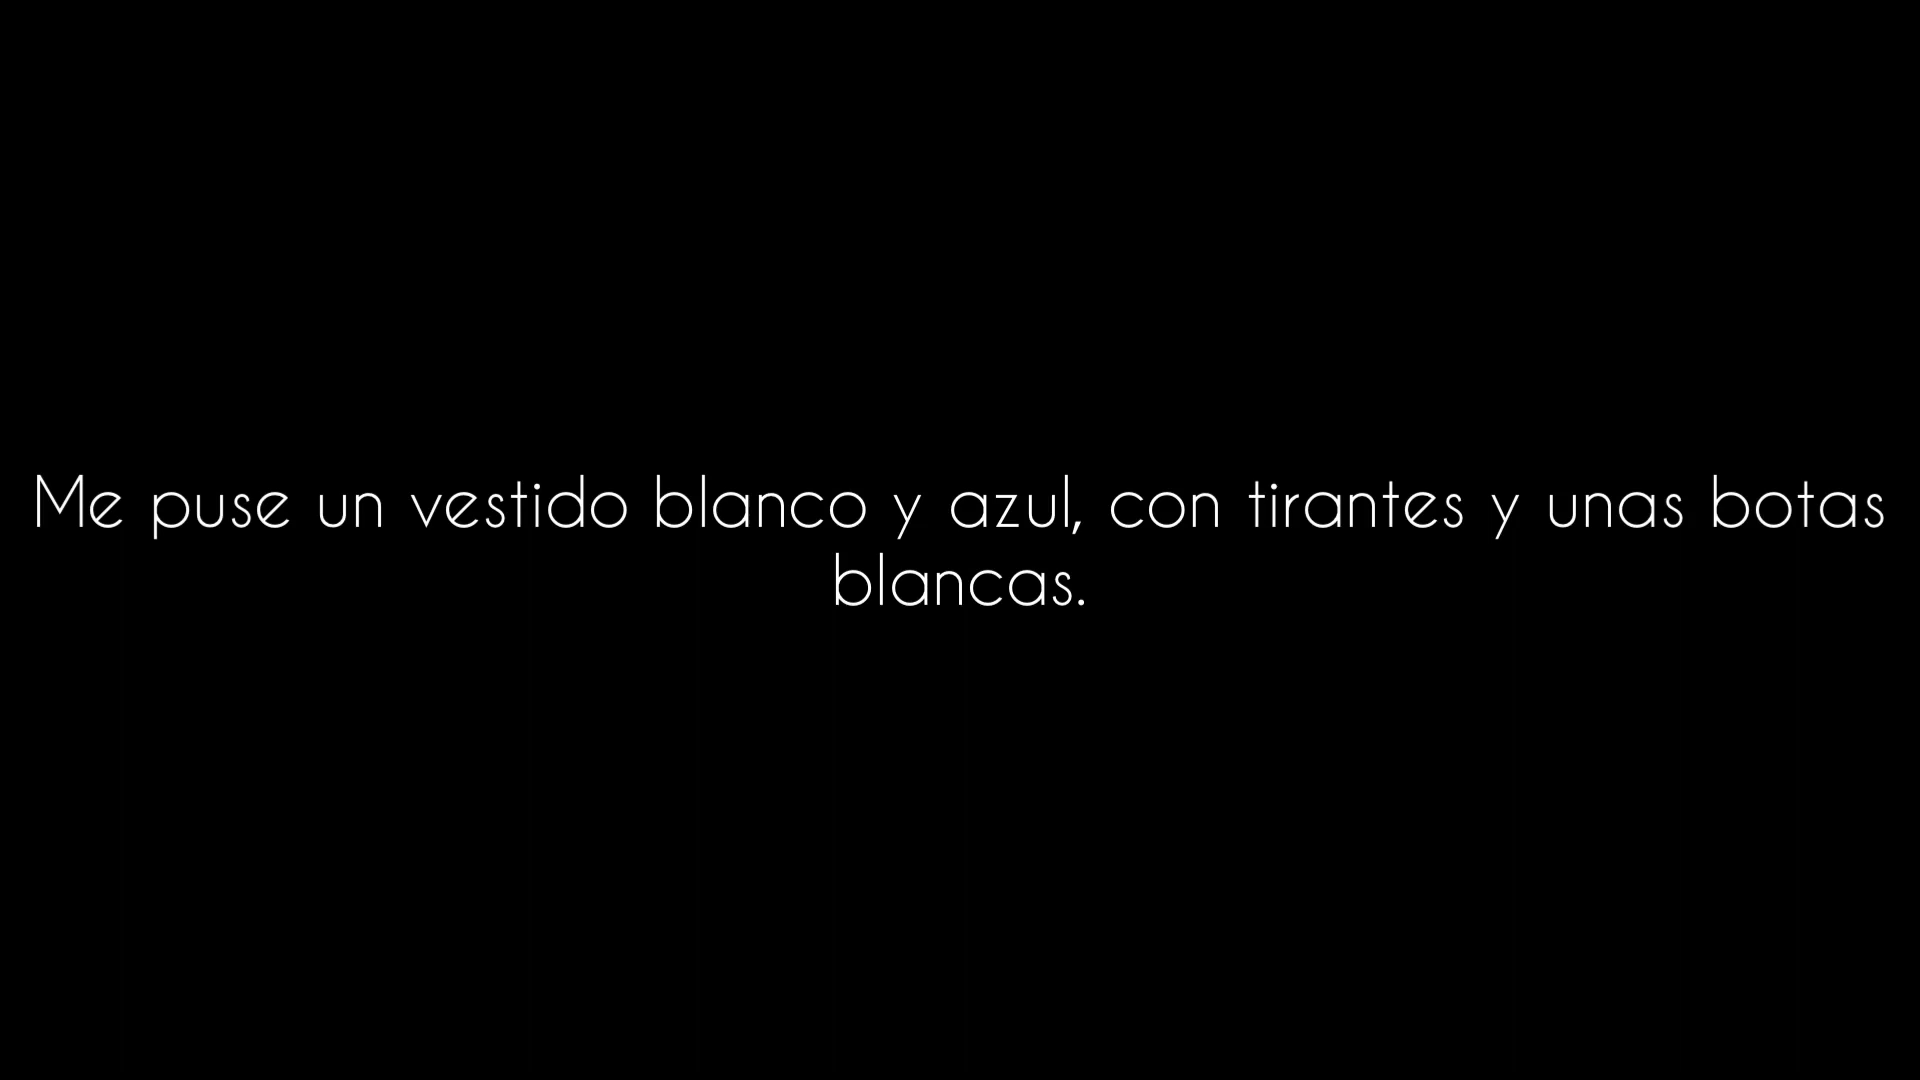 Me puse un vestido blanco y azul, con tirantes y unas botas
blancas.